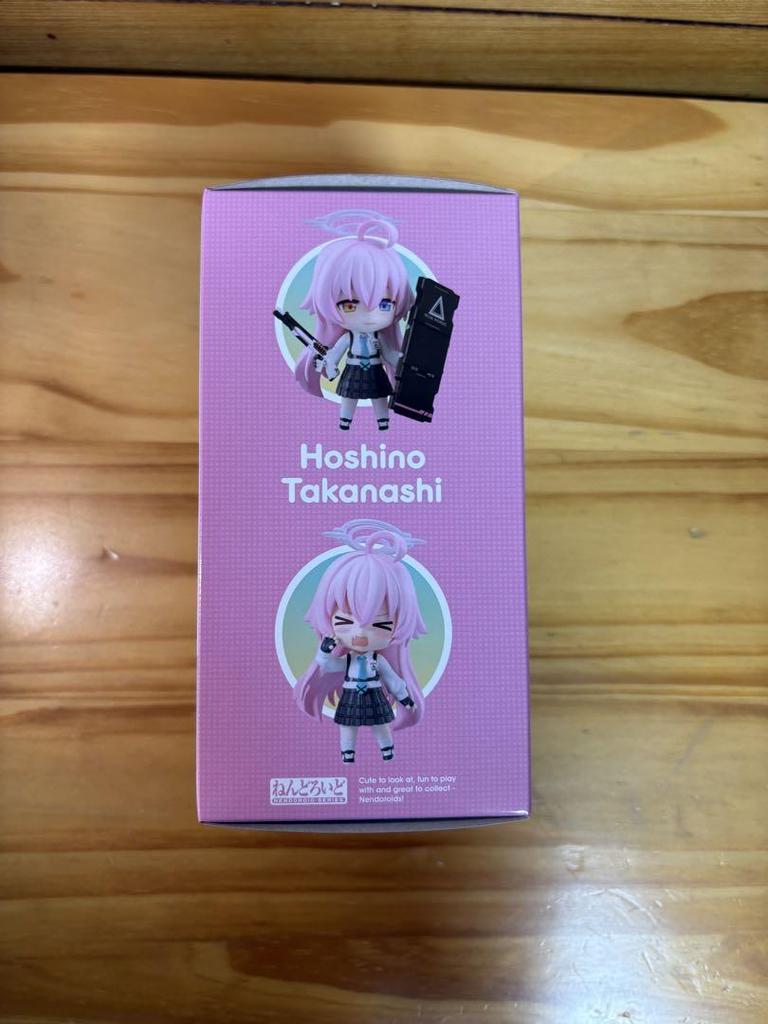 Hoshino
Takanashi
ねんどろいど
NENDOROID SERIES
Cute to look at, fun to play
with and great to collect -
Nendoroids!